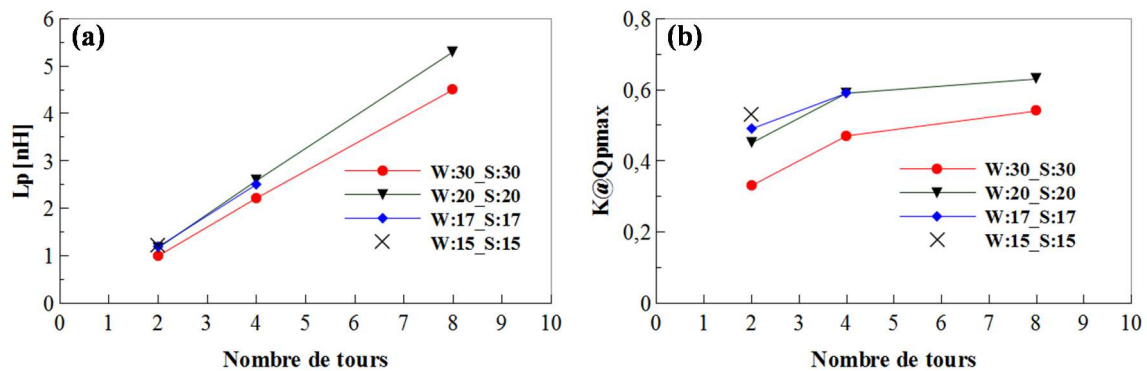 (a)
Lp [nH]
6
5
4
3
2
1
0
0 1 2 3 4 5 6 7 8 9 10
Nombre de tours
W:30_S:30
W:20_S:20
W:17_S:17
W:15_S:15
(b)
K@Qpmax
0,8
0,6
0,4
0,2
0
0 1 2 3 4 5 6 7 8 9 10
Nombre de tours
W:30_S:30
W:20_S:20
W:17_S:17
W:15_S:15